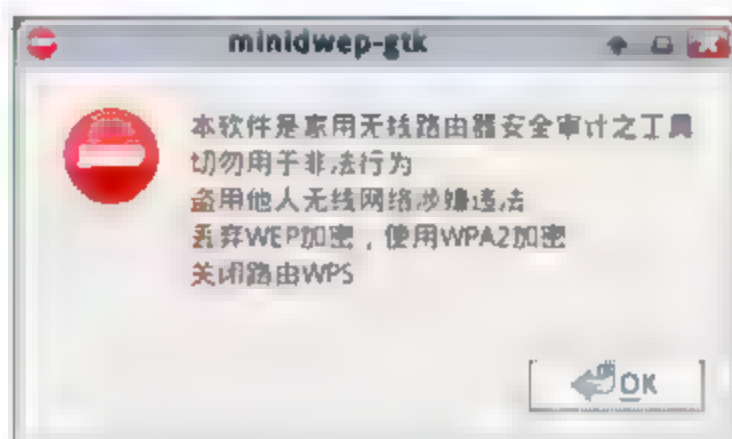 minidwep-gtk
本软件是家用无线路由器安全审计之工具
切勿用于非法行为
盗用他人无线网络涉嫌违法
丢弃WEP加密，使用WPA2加密
关闭路由WPS
OK